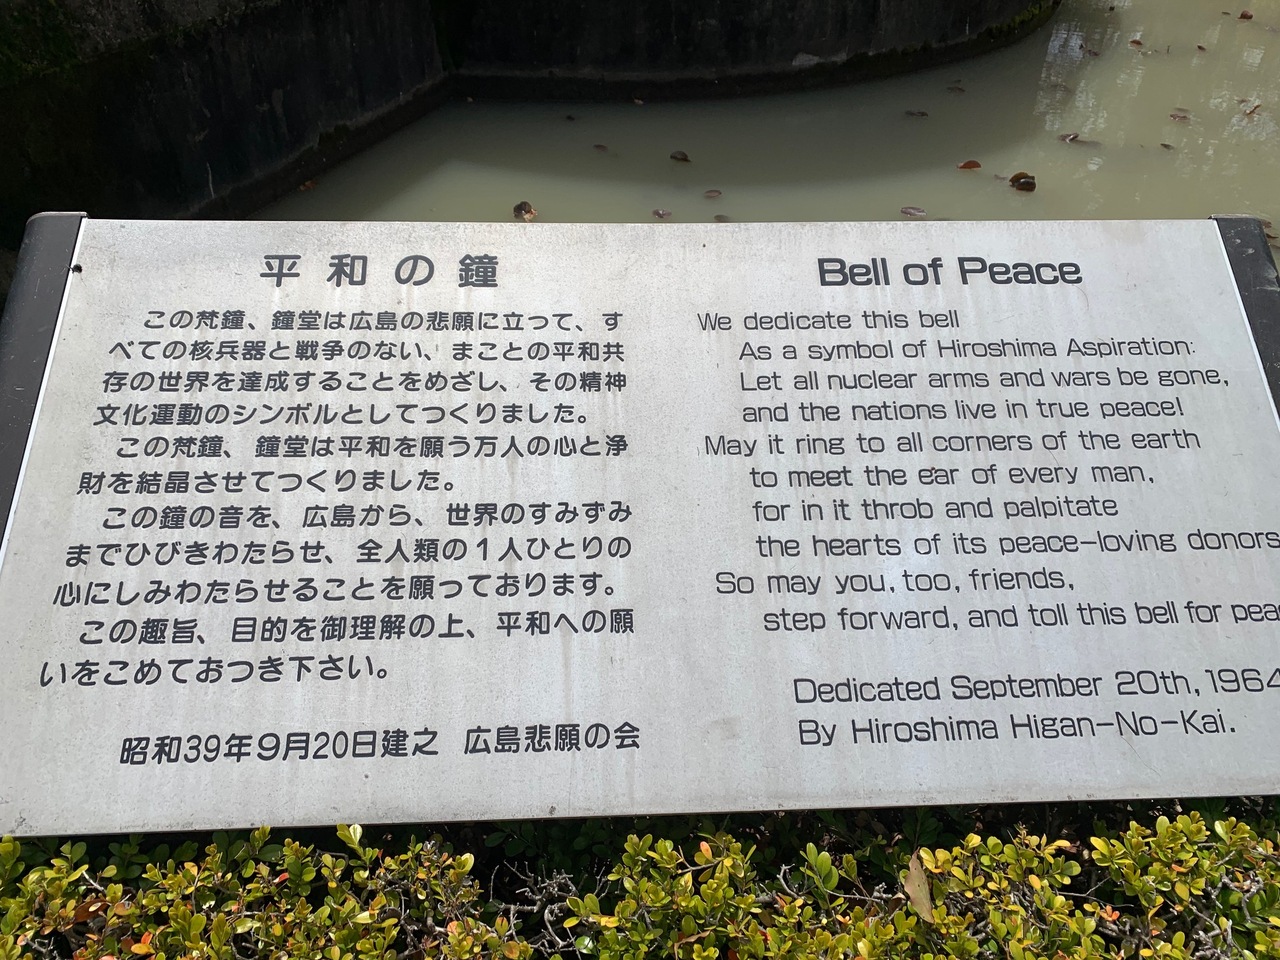 平和の鐘
この梵鐘、鐘堂は広島の悲願に立って、す
べての核兵器と戦争のない、まことの平和共
存の世界を達成することをめざし、その精神
文化運動のシンボルとしてつくりました。
この梵鐘、鐘堂は平和を願う万人の心と浄
財を結晶させてつくりました。
この鐘の音を、広島から、世界のすみずみ
までひびきわたらせ、全人類の1人ひとりの
心にしみわたらせることを願っております。
この趣旨、目的を御理解の上、平和への願
いをこめておつき下さい。
昭和39年9月20日建之 広島悲願の会
Bell of Peace
We dedicate this bell
As a symbol of Hiroshima Aspiration:
Let all nuclear arms and wars be gone,
and the nations live in true peace!
May it ring to all corners of the earth
to meet the ear of every man,
for in it throb and palpitate
the hearts of its peace-loving donors
So may you, too, friends,
step forward, and toll this bell for pea
Dedicated September 20th, 1964
By Hiroshima Higan-No-Kai.